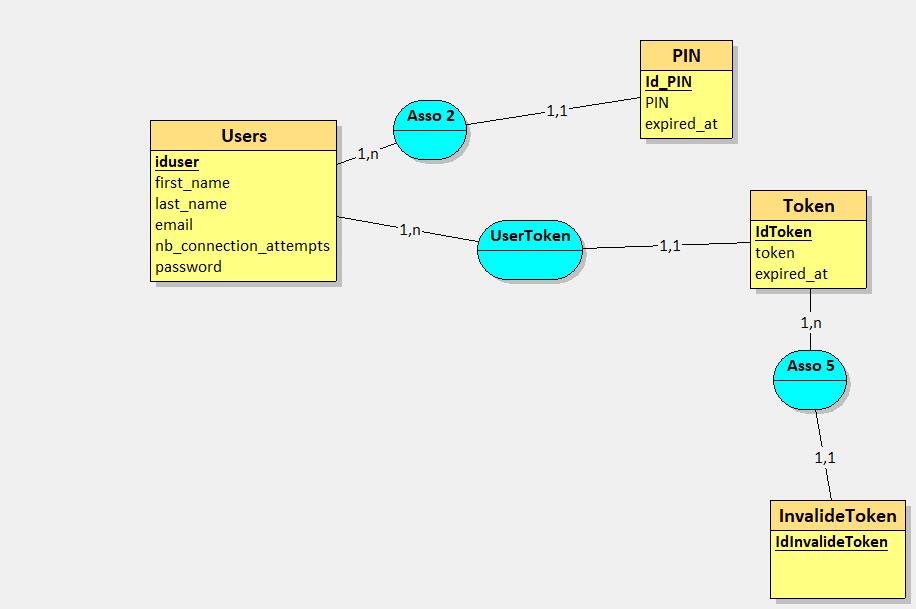 PIN
Id_PIN
PIN
expired_at
Asso 2
1,1
1,n
Users
iduser
first_name
last_name
email
nb_connection_attempts
password
1,n
UserToken
1,1
Token
IdToken
token
expired_at
1,n
Asso 5
1,1
InvalideToken
IdInvalideToken